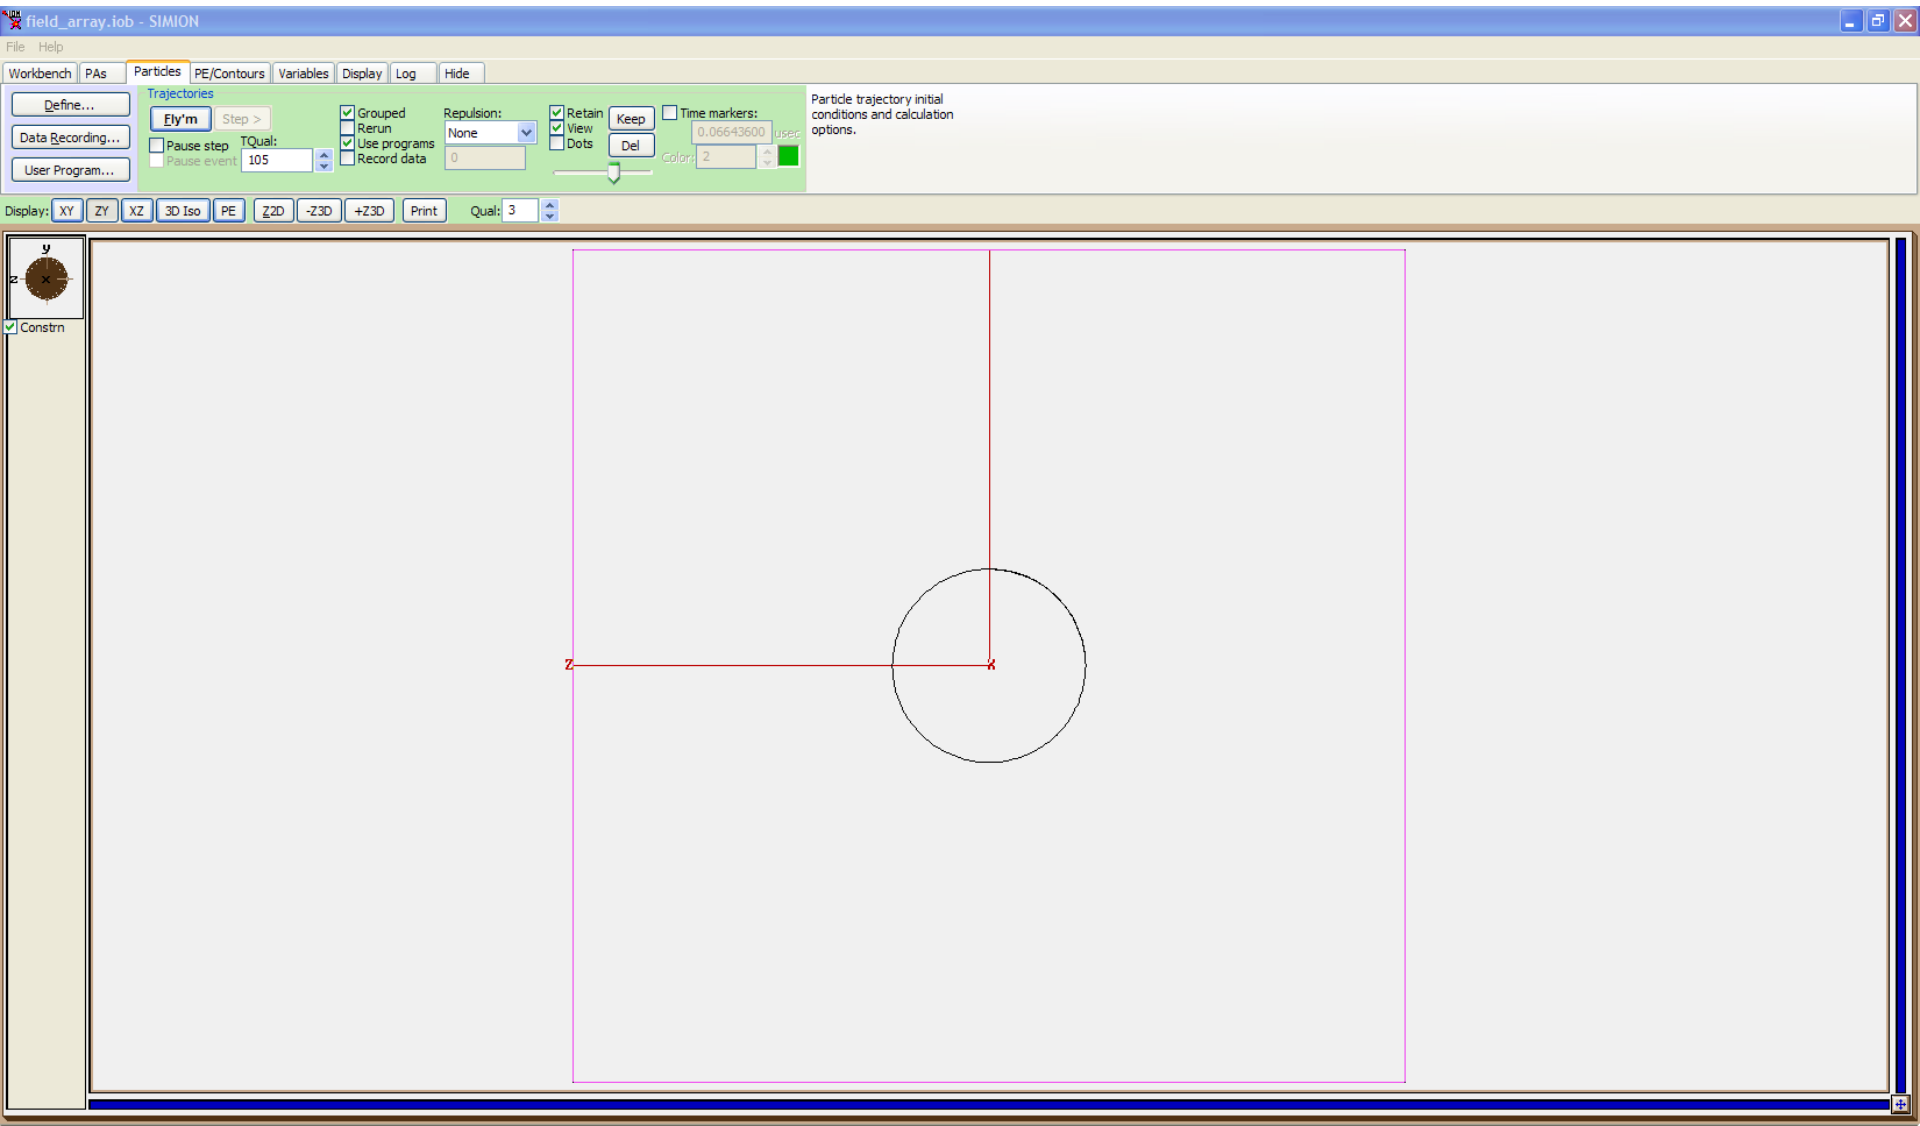 field_array.iob - SIMION
File Help
Workbench PAs Particles PE/Contours Variables Display Log Hide
Define...
Data Recording...
User Program...
Trajectories
Fly'm Step >
Pause step
Pause event
TQual:
105
Grouped
Rerun
Use programs
Record data
Repulsion:
None
0
Retain
View
Dots
Keep
Del
Time markers:
0.06643600 usec
Color: 2
Particle trajectory initial
conditions and calculation
options.
Display: XY ZY XZ 3D Iso PE Z2D -Z3D +Z3D Print Qual: 3
y
z x
Constrn
Z X